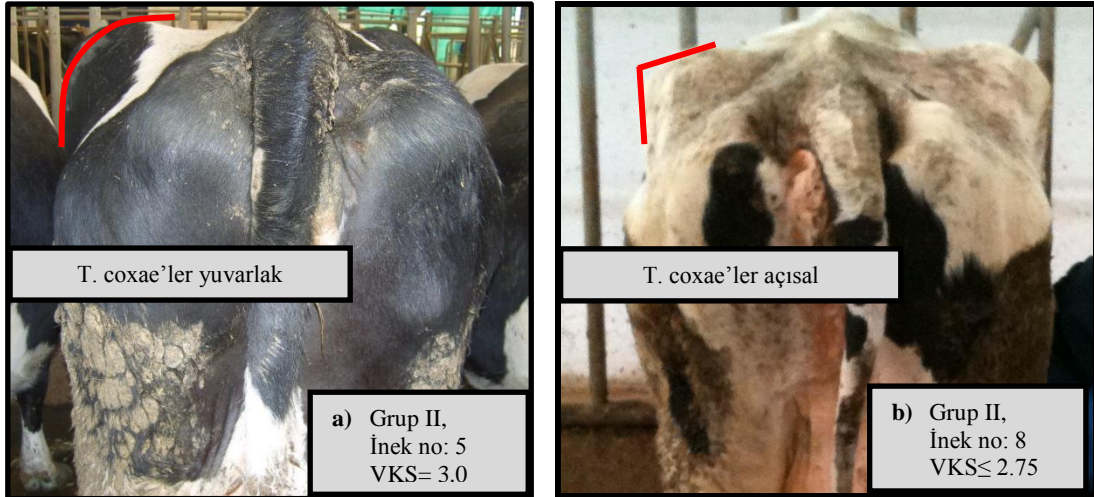 T. coxae’ler yuvarlak
a) Grup II,
İnek no: 5
VKS= 3.0
T. coxae’ler açısal
b) Grup II,
İnek no: 8
VKS≤ 2.75